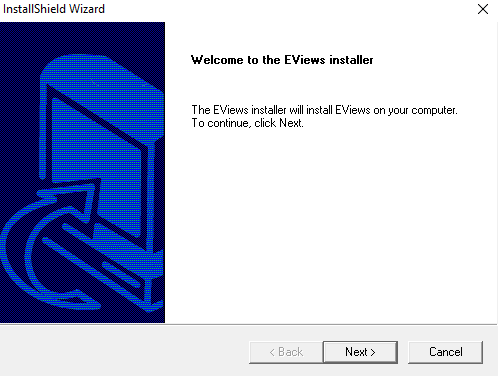 InstallShield Wizard
Welcome to the EViews installer
The EViews installer will install EViews on your computer.
To continue, click Next.
< Back
Next >
Cancel